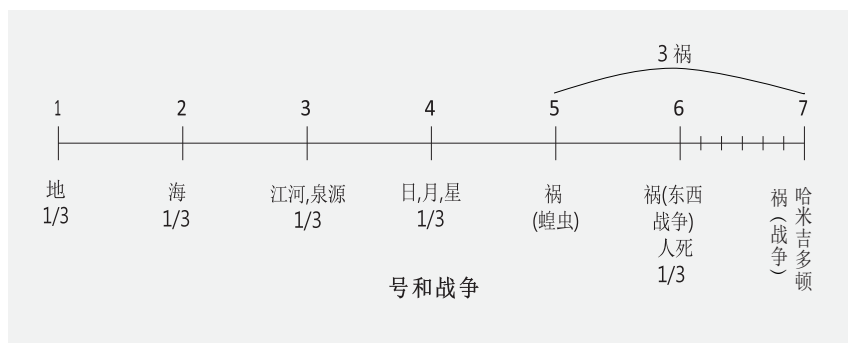 3 祸
1 2 3 4 5 6 7
地
1/3
海
1/3
江河,泉源
1/3
日,月,星
1/3
祸
(蝗虫)
祸(东西
战争)
人死
1/3
哈米吉多顿
祸(战争)
号和战争